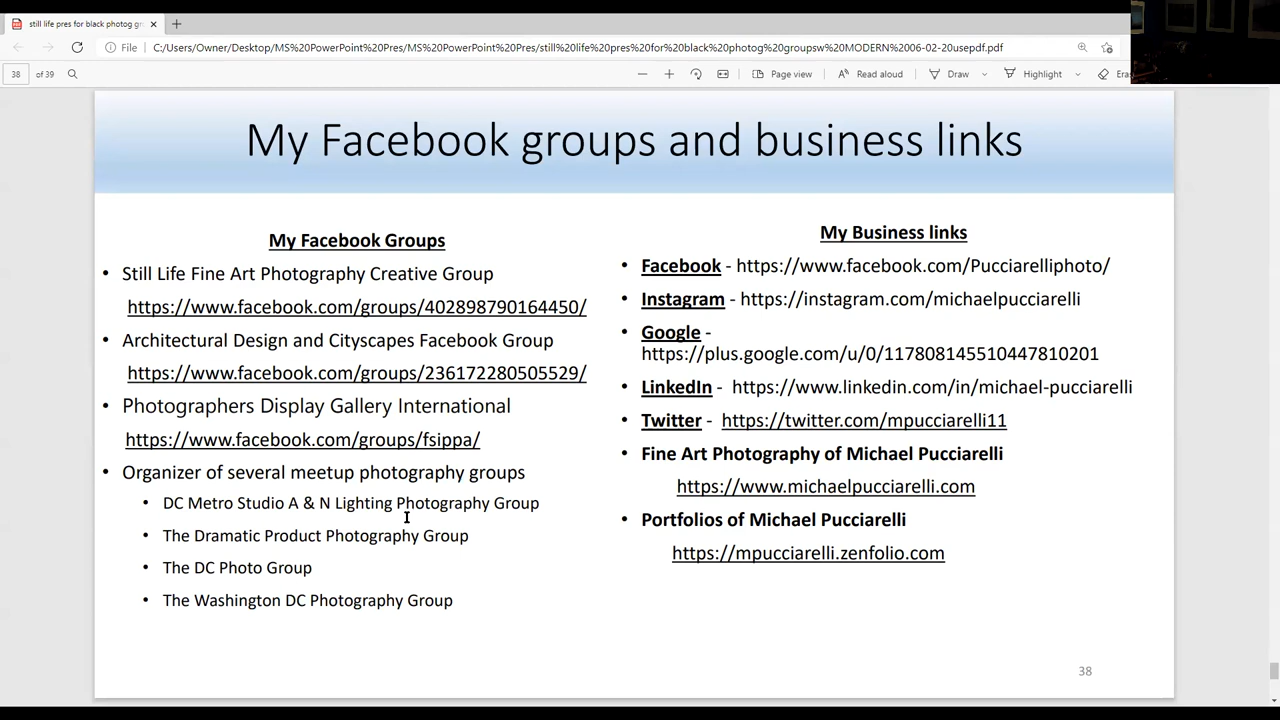 still life pres for black photog gr
File
C:/Users/Owner/Desktop/MS%20PowerPoint%20Pres/MS%20PowerPoint%20Pres/still%20life%20pres%20for%20black%20photog%20groupsw%20MODERN%2006-02-20usepdf.pdf
38 of 39
Page view
Read aloud
Draw
Highlight
My Facebook groups and business links
My Facebook Groups
• Still Life Fine Art Photography Creative Group
https://www.facebook.com/groups/402898790164450/
• Architectural Design and Cityscapes Facebook Group
https://www.facebook.com/groups/236172280505529/
• Photographers Display Gallery International
https://www.facebook.com/groups/fsippa/
• Organizer of several meetup photography groups
• DC Metro Studio A & N Lighting Photography Group
• The Dramatic Product Photography Group
• The DC Photo Group
• The Washington DC Photography Group
My Business links
• Facebook - https://www.facebook.com/Pucciarelliphoto/
• Instagram - https://instagram.com/michaelpucciarelli
• Google -
https://plus.google.com/u/0/117808145510447810201
• LinkedIn - https://www.linkedin.com/in/michael-pucciarelli
• Twitter - https://twitter.com/mpucciarelli11
• Fine Art Photography of Michael Pucciarelli
https://www.michaelpucciarelli.com
• Portfolios of Michael Pucciarelli
https://mpucciarelli.zenfolio.com
38